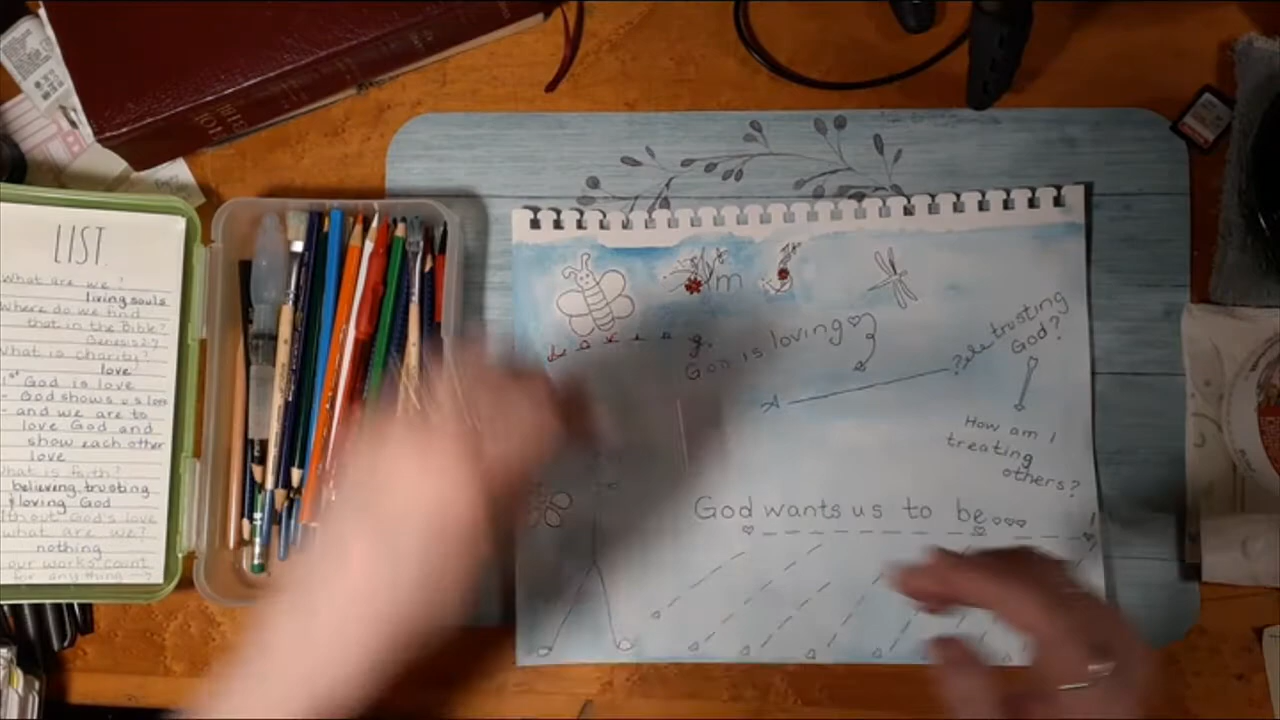 LIST.
What are we?
living souls
Where do we find
that in the Bible?
Genesis 2:7
What is charity?
love
1st God is love
- God shows us love
- and we are to
love God and
show each other
love
What is faith?
believing, trusting
& loving God
Without God's love
what are we?
nothing
our works count
for anything
HOLY
BIBLE
m
God is loving
trusting
God?
How am I
treating
others?
God wants us to be...